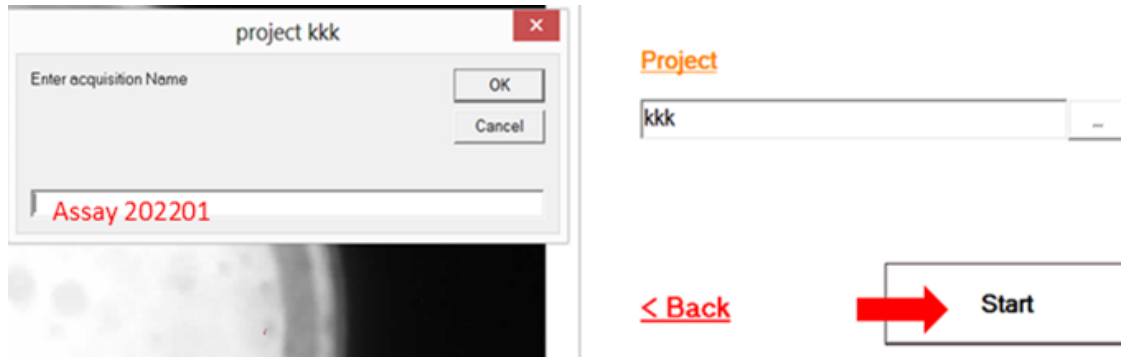 project kkk
Enter acquisition Name
OK
Cancel
Assay 202201
Project
kkk
...
< Back
Start